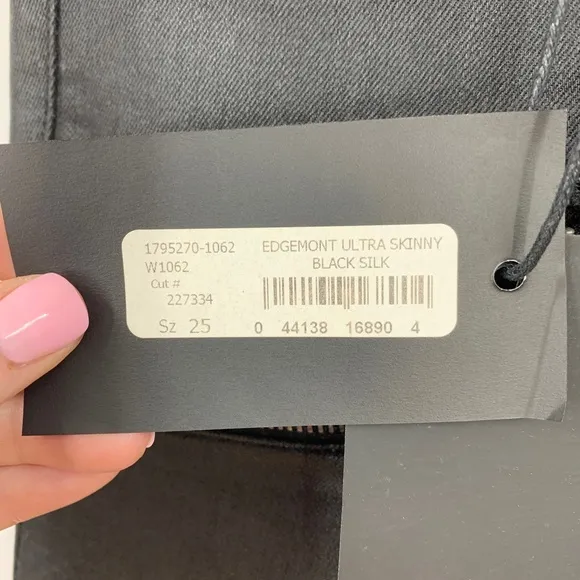 1795270-1062 EDGEMONT ULTRA SKINNY
W1062 BLACK SILK
Cut #
227334
Sz 25 0 44138 16890 4